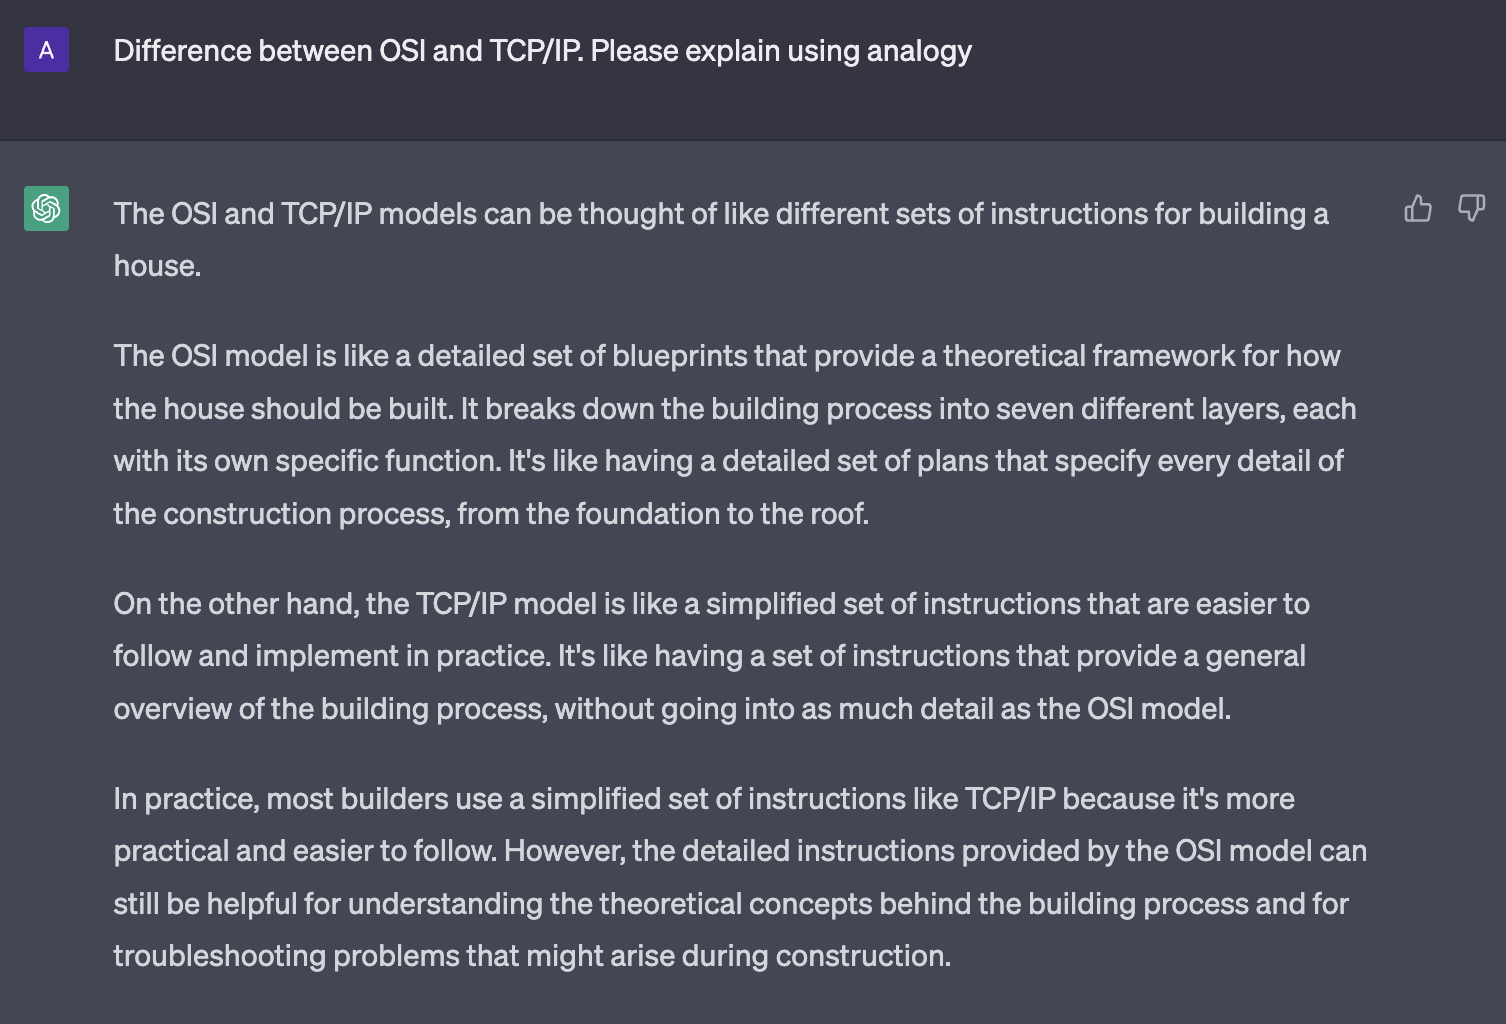 A
Difference between OSI and TCP/IP. Please explain using analogy
The OSI and TCP/IP models can be thought of like different sets of instructions for building a
house.
The OSI model is like a detailed set of blueprints that provide a theoretical framework for how
the house should be built. It breaks down the building process into seven different layers, each
with its own specific function. It's like having a detailed set of plans that specify every detail of
the construction process, from the foundation to the roof.
On the other hand, the TCP/IP model is like a simplified set of instructions that are easier to
follow and implement in practice. It's like having a set of instructions that provide a general
overview of the building process, without going into as much detail as the OSI model.
In practice, most builders use a simplified set of instructions like TCP/IP because it's more
practical and easier to follow. However, the detailed instructions provided by the OSI model can
still be helpful for understanding the theoretical concepts behind the building process and for
troubleshooting problems that might arise during construction.